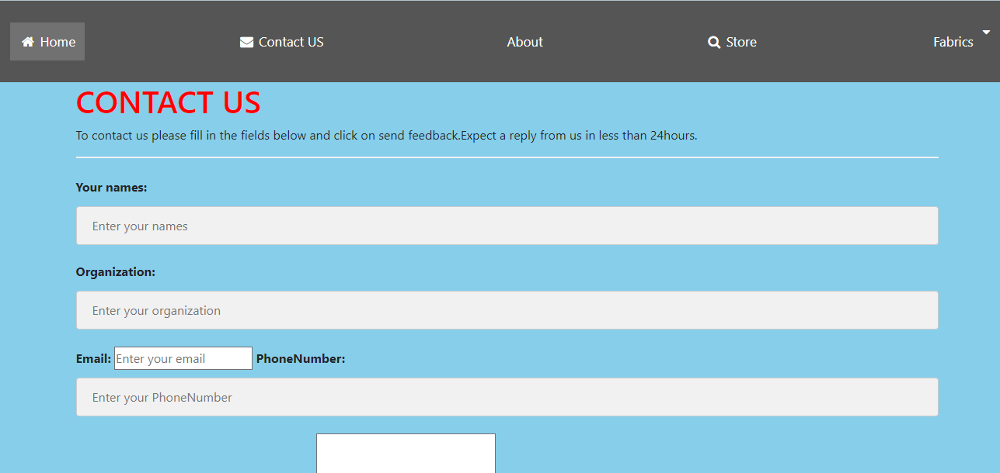 Home Contact US About Store Fabrics
CONTACT US
To contact us please fill in the fields below and click on send feedback.Expect a reply from us in less than 24hours.
Your names:
Enter your names
Organization:
Enter your organization
Email: Enter your email PhoneNumber:
Enter your PhoneNumber